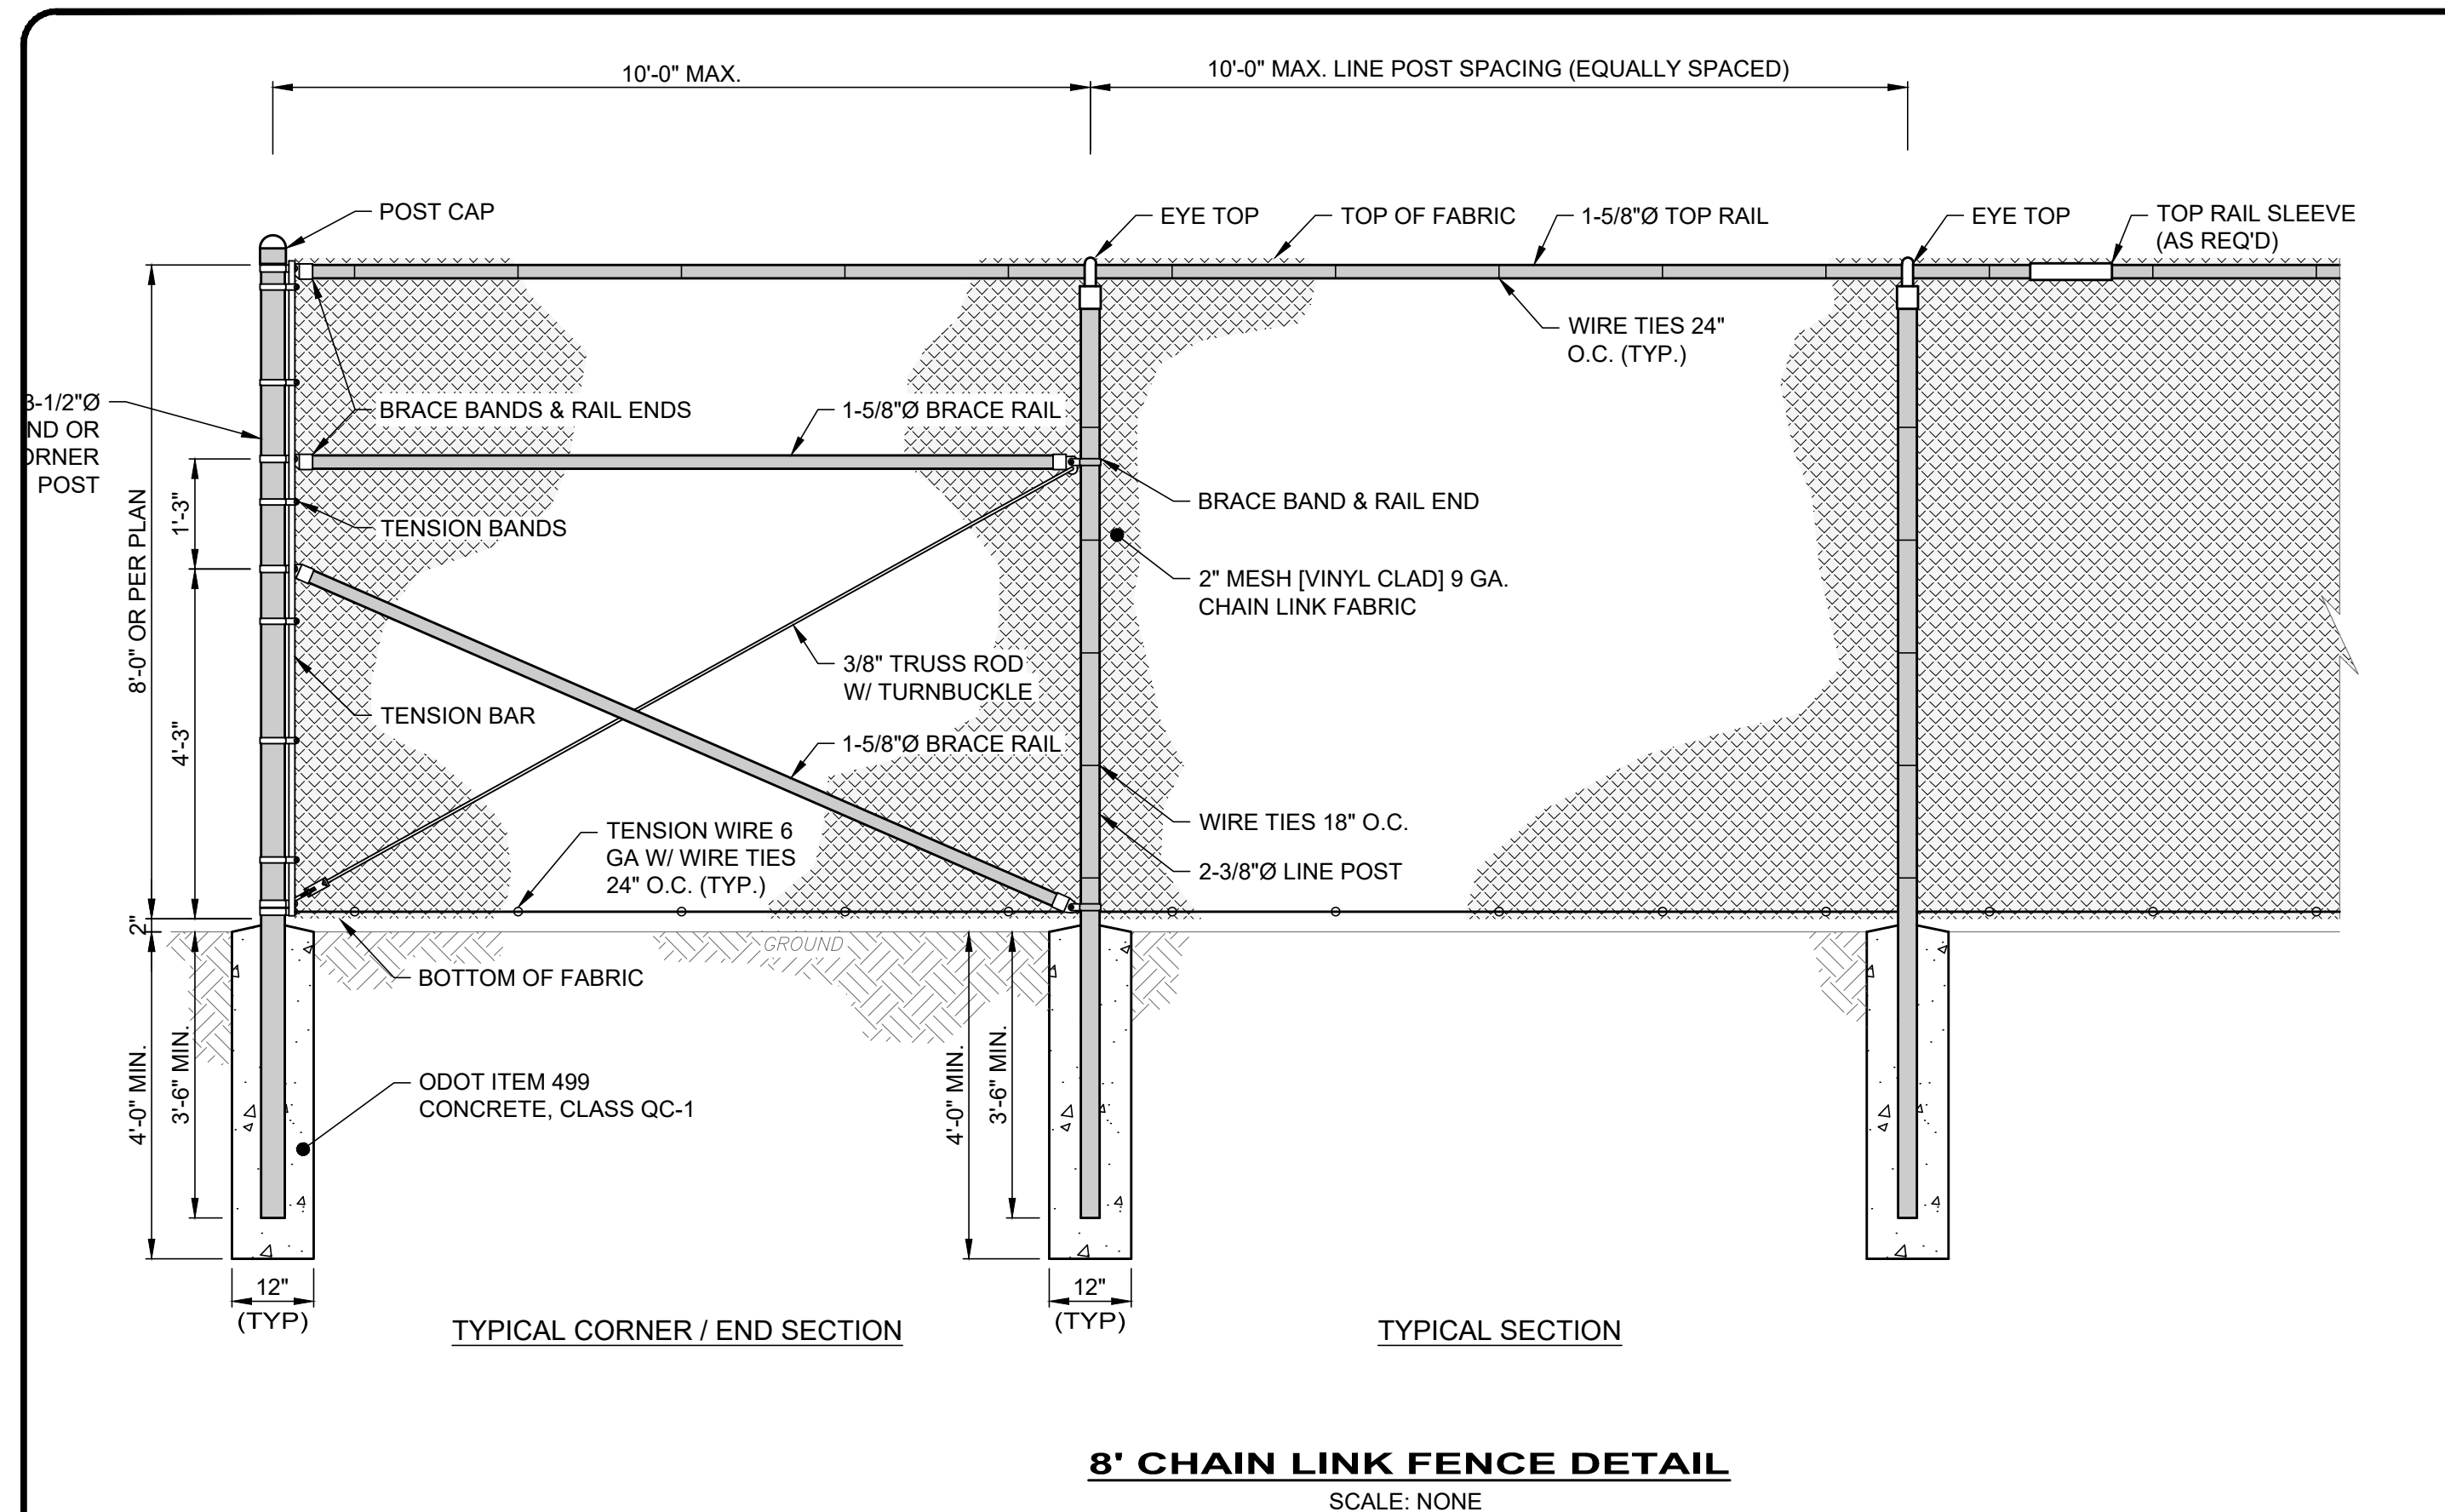 10'-0" MAX.
10'-0" MAX. LINE POST SPACING (EQUALLY SPACED)
POST CAP
EYE TOP
TOP OF FABRIC
1-5/8"Ø TOP RAIL
EYE TOP
TOP RAIL SLEEVE
(AS REQ'D)
WIRE TIES 24"
O.C. (TYP.)
3-1/2"Ø
ND OR
ORNER
POST
BRACE BANDS & RAIL ENDS
1-5/8"Ø BRACE RAIL
8'-0" OR PER PLAN
1'-3"
TENSION BANDS
BRACE BAND & RAIL END
2" MESH [VINYL CLAD] 9 GA.
CHAIN LINK FABRIC
3/8" TRUSS ROD
W/ TURNBUCKLE
TENSION BAR
4'-3"
1-5/8"Ø BRACE RAIL
TENSION WIRE 6
GA W/ WIRE TIES
24" O.C. (TYP.)
WIRE TIES 18" O.C.
2-3/8"Ø LINE POST
2"
GROUND
BOTTOM OF FABRIC
4'-0" MIN.
3'-6" MIN.
ODOT ITEM 499
CONCRETE, CLASS QC-1
4'-0" MIN.
3'-6" MIN.
12"
(TYP)
12"
(TYP)
TYPICAL CORNER / END SECTION
TYPICAL SECTION
8' CHAIN LINK FENCE DETAIL
SCALE: NONE